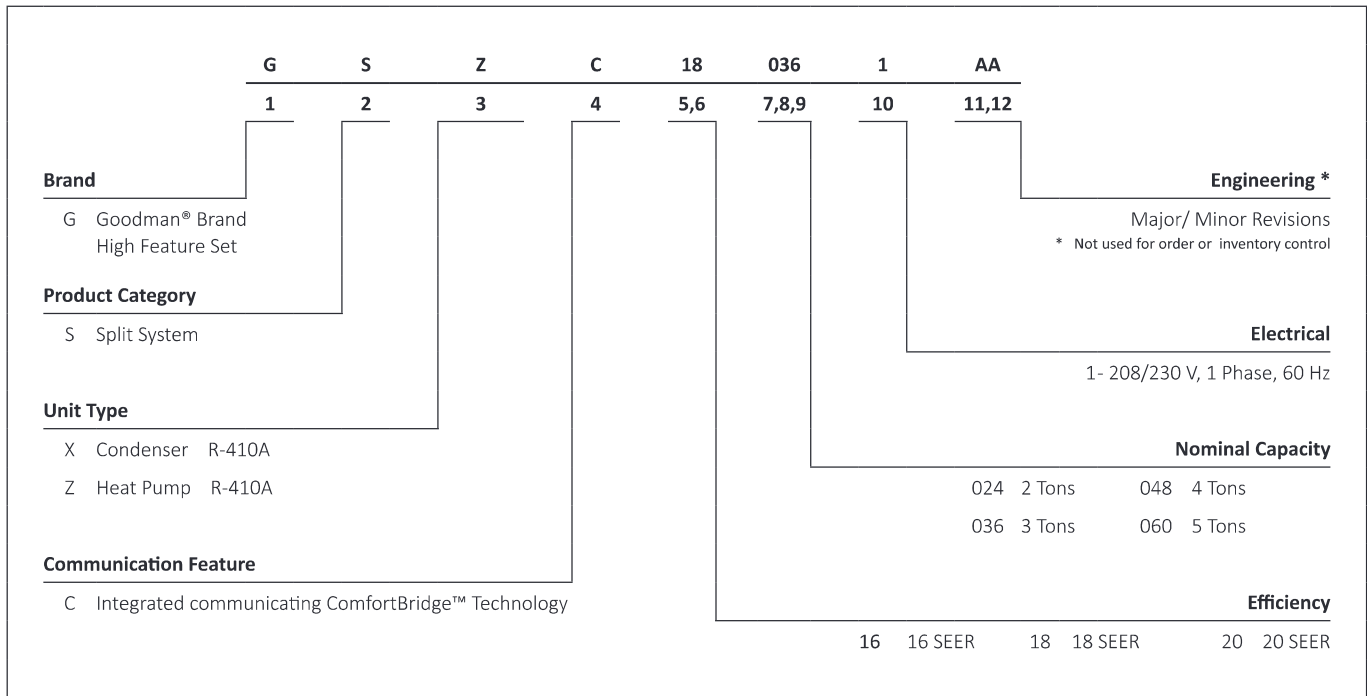 G S Z C 18 036 1 AA
1 2 3 4 5,6 7,8,9 10 11,12
Brand
G Goodman® Brand
High Feature Set
Product Category
S Split System
Unit Type
X Condenser R-410A
Z Heat Pump R-410A
Communication Feature
C Integrated communicating ComfortBridge™ Technology
Engineering *
Major/ Minor Revisions
* Not used for order or inventory control
Electrical
1- 208/230 V, 1 Phase, 60 Hz
Nominal Capacity
024 2 Tons 048 4 Tons
036 3 Tons 060 5 Tons
Efficiency
16 16 SEER 18 18 SEER 20 20 SEER